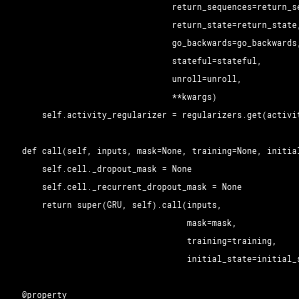 return_sequences=return_se
return_state=return_state,
go_backwards=go_backwards,
stateful=stateful,
unroll=unroll,
**kwargs)
self.activity_regularizer = regularizers.get(activit
def call(self, inputs, mask=None, training=None, initial
self.cell._dropout_mask = None
self.cell._recurrent_dropout_mask = None
return super(GRU, self).call(inputs,
mask=mask,
training=training,
initial_state=initial_s
@property